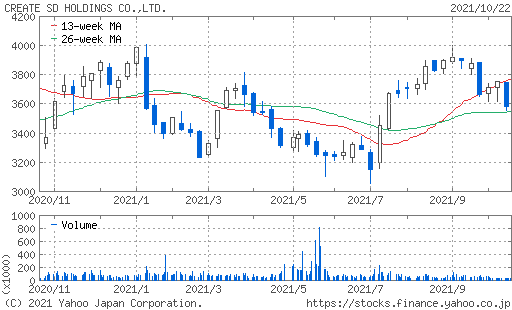 CREATE SD HOLDINGS CO.,LTD. 2021/10/22
4200
13-week MA
26-week MA
4000
3800
3600
3400
3200
3000
2020/11 2021/1 2021/3 2021/5 2021/7 2021/9
1000
Volume
800
600
400
200
0
(x1000)
2020/11 2021/1 2021/3 2021/5 2021/7 2021/9
(C) 2021 Yahoo Japan Corporation. https://stocks.finance.yahoo.co.jp/